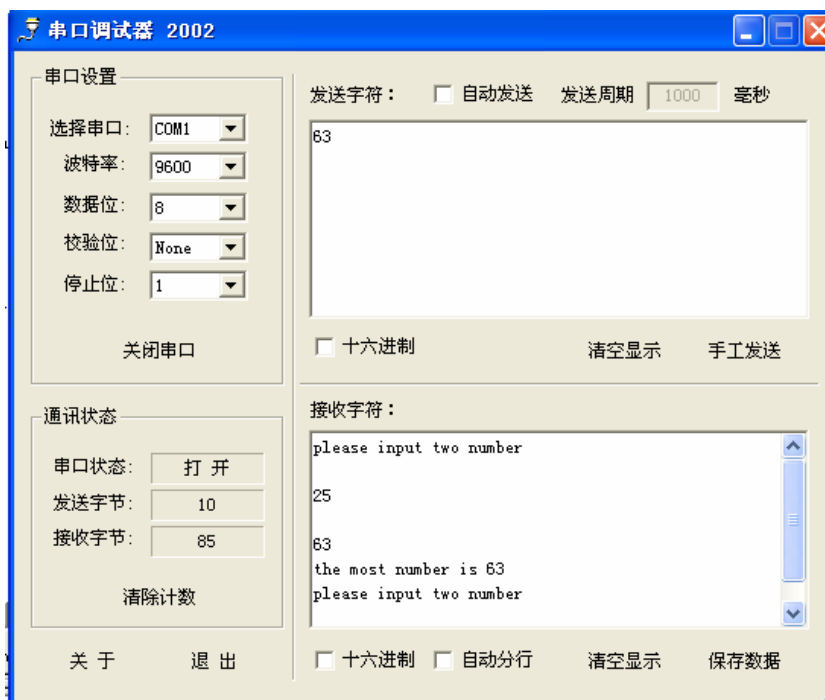 串口调试器 2002
串口设置
选择串口: COM1
波特率: 9600
数据位: 8
校验位: None
停止位: 1
关闭串口
通讯状态
串口状态: 打 开
发送字节: 10
接收字节: 85
清除计数
关 于 退 出
发送字符: 自动发送 发送周期 1000 毫秒
63
十六进制 清空显示 手工发送
接收字符:
please input two number
25
63
the most number is 63
please input two number
十六进制 自动分行 清空显示 保存数据